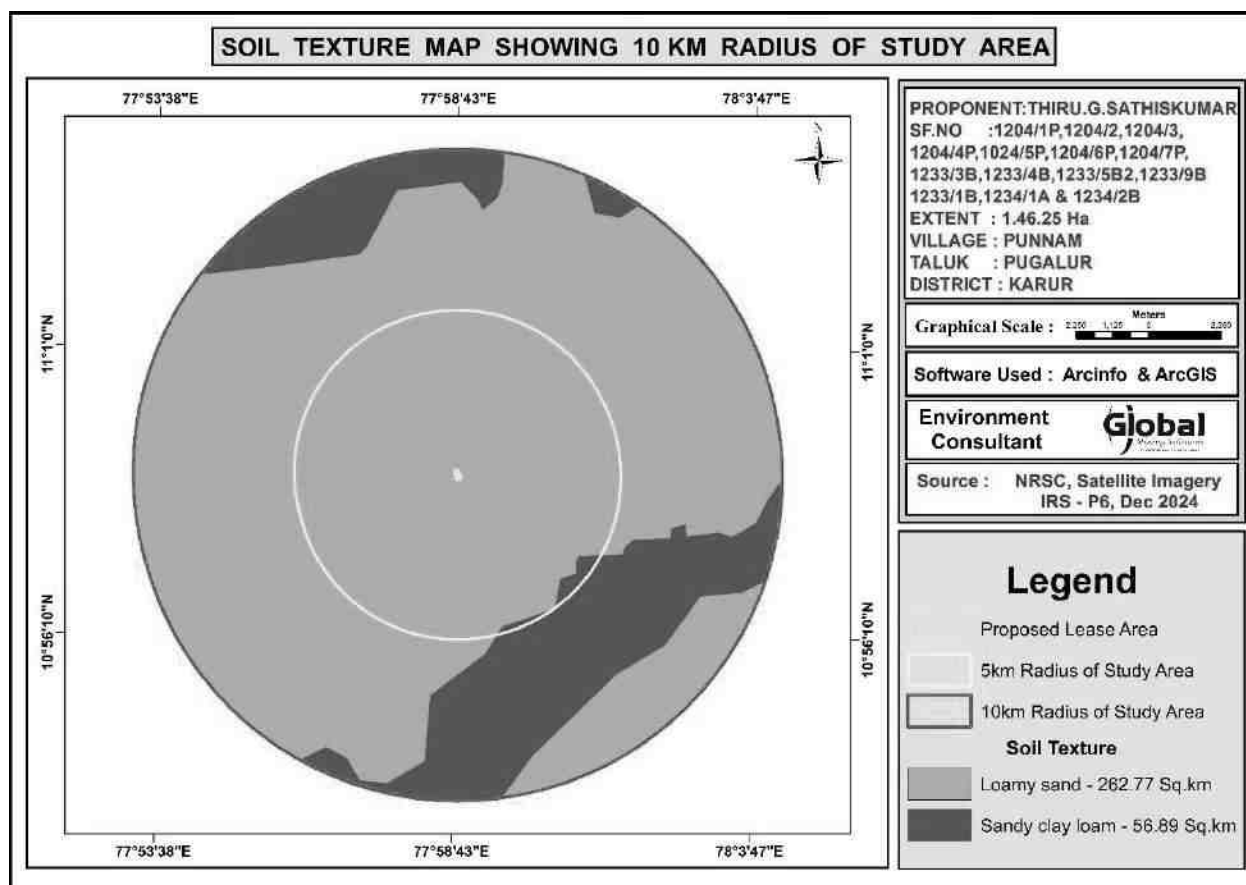 SOIL TEXTURE MAP SHOWING 10 KM RADIUS OF STUDY AREA
77°53'38"E
77°58'43"E
78°3'47"E
11°1'0"N
10°56'10"N
11°1'0"N
10°56'10"N
77°53'38"E
77°58'43"E
78°3'47"E
PROPONENT:THIRU.G.SATHISKUMAR
SF.NO :1204/1P,1204/2,1204/3,
1204/4P,1024/5P,1204/6P,1204/7P,
1233/3B,1233/4B,1233/5B2,1233/9B
1233/1B,1234/1A & 1234/2B
EXTENT : 1.46.25 Ha
VILLAGE : PUNNAM
TALUK : PUGALUR
DISTRICT : KARUR
Meters
Graphical Scale :
1,125 0
Software Used : Arcinfo & ArcGIS
Environment
Consultant
Global
Source : NRSC, Satellite Imagery
IRS - P6, Dec 2024
Legend
Proposed Lease Area
5km Radius of Study Area
10km Radius of Study Area
Soil Texture
Loamy sand - 262.77 Sq.km
Sandy clay loam - 56.89 Sq.km